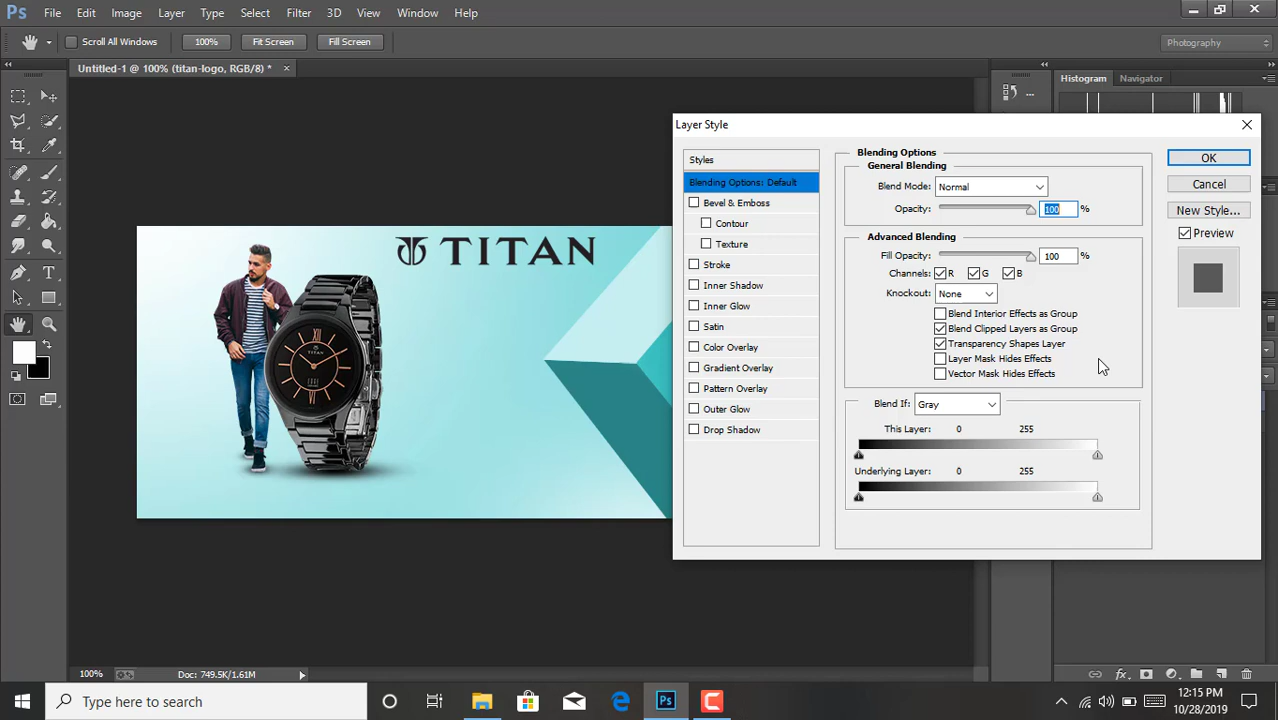 Ps File Edit Image Layer Type Select Filter 3D View Window Help
Scroll All Windows 100% Fit Screen Fill Screen Photography
Untitled-1 @ 100% (titan-logo, RGB/8) *
Histogram Navigator
TITAN
TITAN
Layer Style
Styles
Blending Options: Default
Bevel & Emboss
Contour
Texture
Stroke
Inner Shadow
Inner Glow
Satin
Color Overlay
Gradient Overlay
Pattern Overlay
Outer Glow
Drop Shadow
Blending Options
General Blending
Blend Mode: Normal
Opacity: 100 %
Advanced Blending
Fill Opacity: 100 %
Channels: R G B
Knockout: None
Blend Interior Effects as Group
Blend Clipped Layers as Group
Transparency Shapes Layer
Layer Mask Hides Effects
Vector Mask Hides Effects
Blend If: Gray
This Layer: 0 255
Underlying Layer: 0 255
OK
Cancel
New Style...
Preview
100% Doc: 749.5K/1.61M
Type here to search
12:15 PM
10/28/2019